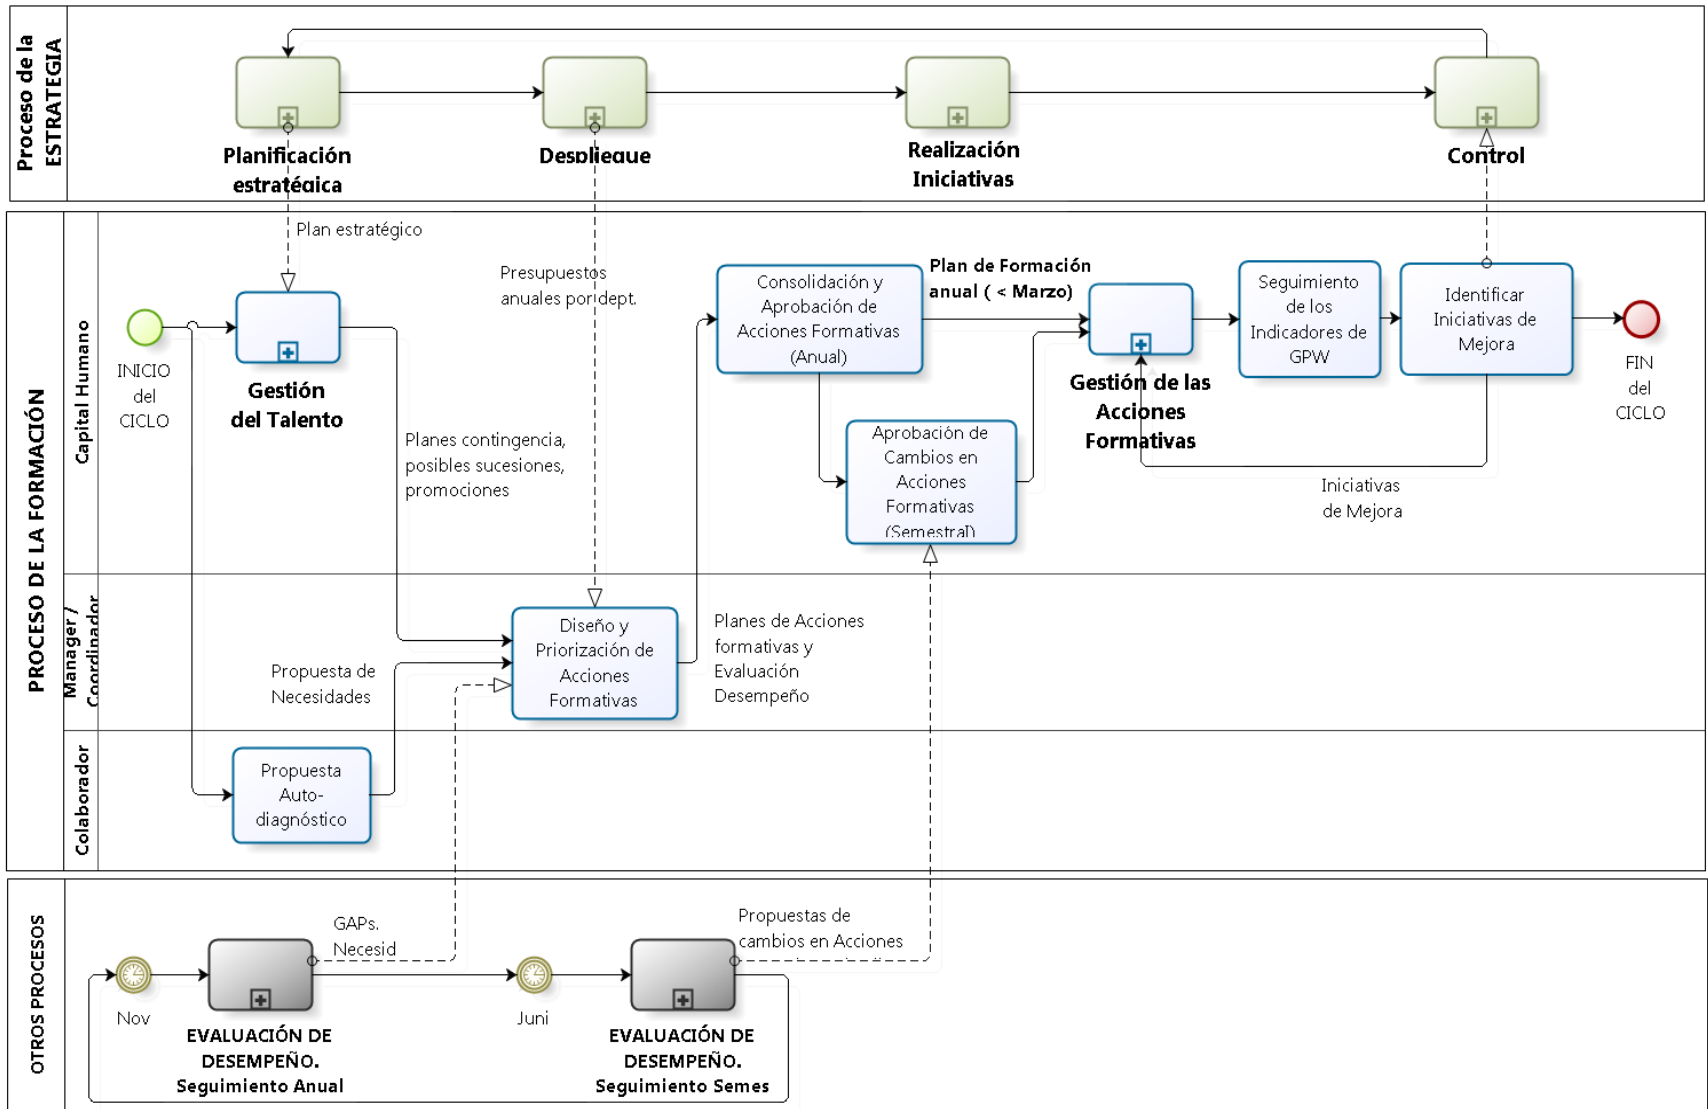 Proceso de la
ESTRATEGIA
Planificación
estratégica
Despliegue
Realización
Iniciativas
Control
PROCESO DE LA FORMACIÓN
Capital Humano
Plan estratégico
INICIO
del
CICLO
Gestión
del Talento
Planes contingencia,
posibles sucesiones,
promociones
Presupuestos
anuales por dept.
Consolidación y
Aprobación de
Acciones Formativas
(Anual)
Plan de Formación
anual ( < Marzo)
Aprobación de
Cambios en
Acciones
Formativas
(Semestral)
Gestión de las
Acciones
Formativas
Seguimiento
de los
Indicadores de
GPW
Identificar
Iniciativas de
Mejora
Iniciativas
de Mejora
FIN
del
CICLO
Manager /
Coordinador
Propuesta de
Necesidades
Diseño y
Priorización de
Acciones
Formativas
Planes de Acciones
formativas y
Evaluación
Desempeño
Colaborador
Propuesta
Auto-
diagnóstico
OTROS PROCESOS
Nov
GAPs.
Necesid
EVALUACIÓN DE
DESEMPEÑO.
Seguimiento Anual
Juni
Propuestas de
cambios en Acciones
EVALUACIÓN DE
DESEMPEÑO.
Seguimiento Semes